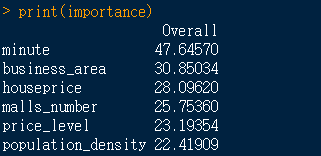 > print(importance)
Overall
minute 47.64570
business_area 30.85034
houseprice 28.09620
malls_number 25.75360
price_level 23.19354
population_density 22.41909